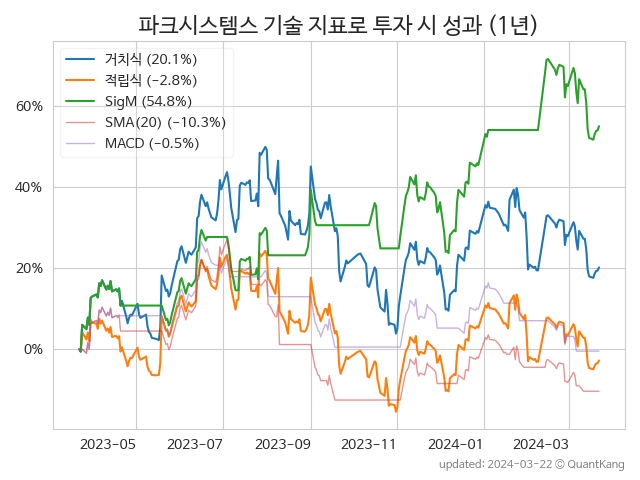 파크시스템스 기술 지표로 투자 시 성과 (1년)
거치식 (20.1%)
적립식 (−2.8%)
SigM (54.8%)
SMA(20) (−10.3%)
MACD (−0.5%)
60%
40%
20%
0%
2023-05 2023-07 2023-09 2023-11 2024-01 2024-03
updated: 2024-03-22 © QuantKang